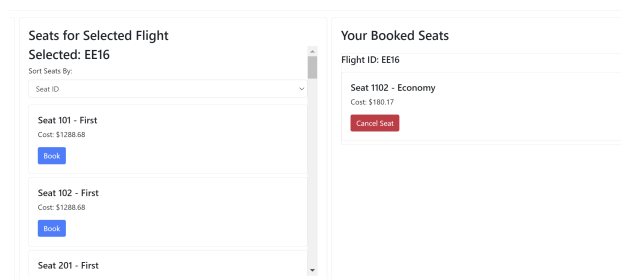 Seats for Selected Flight
Selected: EE16
Sort Seats By:
Seat ID
Seat 101 - First
Cost: $1288.68
Book
Seat 102 - First
Cost: $1288.68
Book
Seat 201 - First
Your Booked Seats
Flight ID: EE16
Seat 1102 - Economy
Cost: $180.17
Cancel Seat